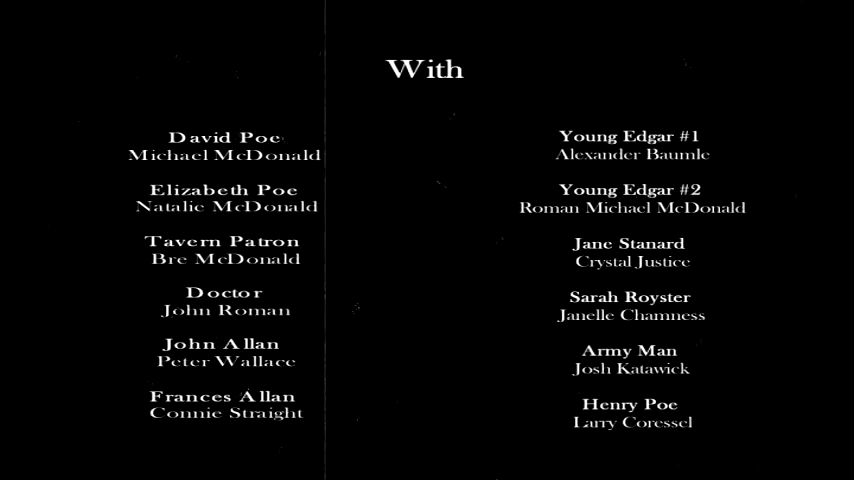 With
David Poe
Michael McDonald
Elizabeth Poe
Natalie McDonald
Tavern Patron
Bre McDonald
Doctor
John Roman
John Allan
Peter Wallace
Frances Allan
Connie Straight
Young Edgar #1
Alexander Baumle
Young Edgar #2
Roman Michael McDonald
Jane Stanard
Crystal Justice
Sarah Royster
Janelle Chamness
Army Man
Josh Katawick
Henry Poe
Larry Coressel